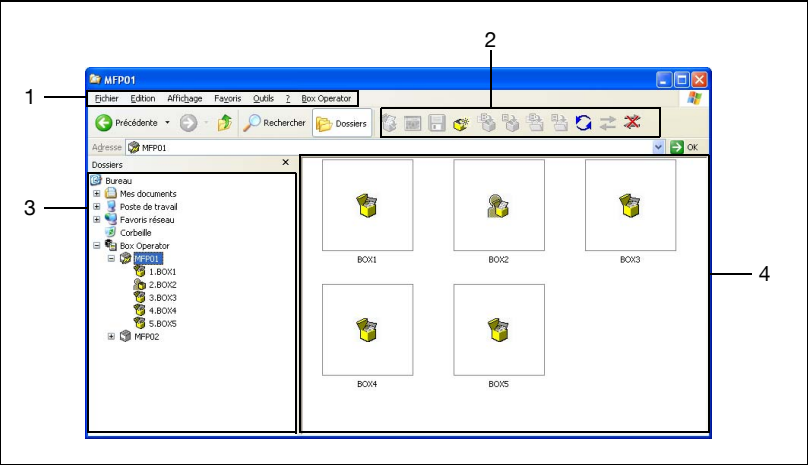 2
MFP01
1
Fichier Edition Affichage Favoris Outils ? Box Operator
Précédente Rechercher Dossiers
Adresse MFP01 OK
Dossiers
3
Bureau
Mes documents
Poste de travail
Favoris réseau
Corbeille
Box Operator
MFP01
1.BOX1
2.BOX2
3.BOX3
4.BOX4
5.BOX5
MFP02
BOX1 BOX2 BOX3
4
BOX4 BOX5